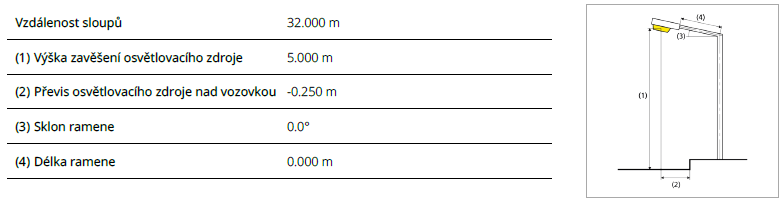 Vzdálenost sloupů 32.000 m
(1) Výška zavěšení osvětlovacího zdroje 5.000 m
(2) Převis osvětlovacího zdroje nad vozovkou -0.250 m
(3) Sklon ramene 0.0°
(4) Délka ramene 0.000 m
(4)
(3)
(1)
(2)